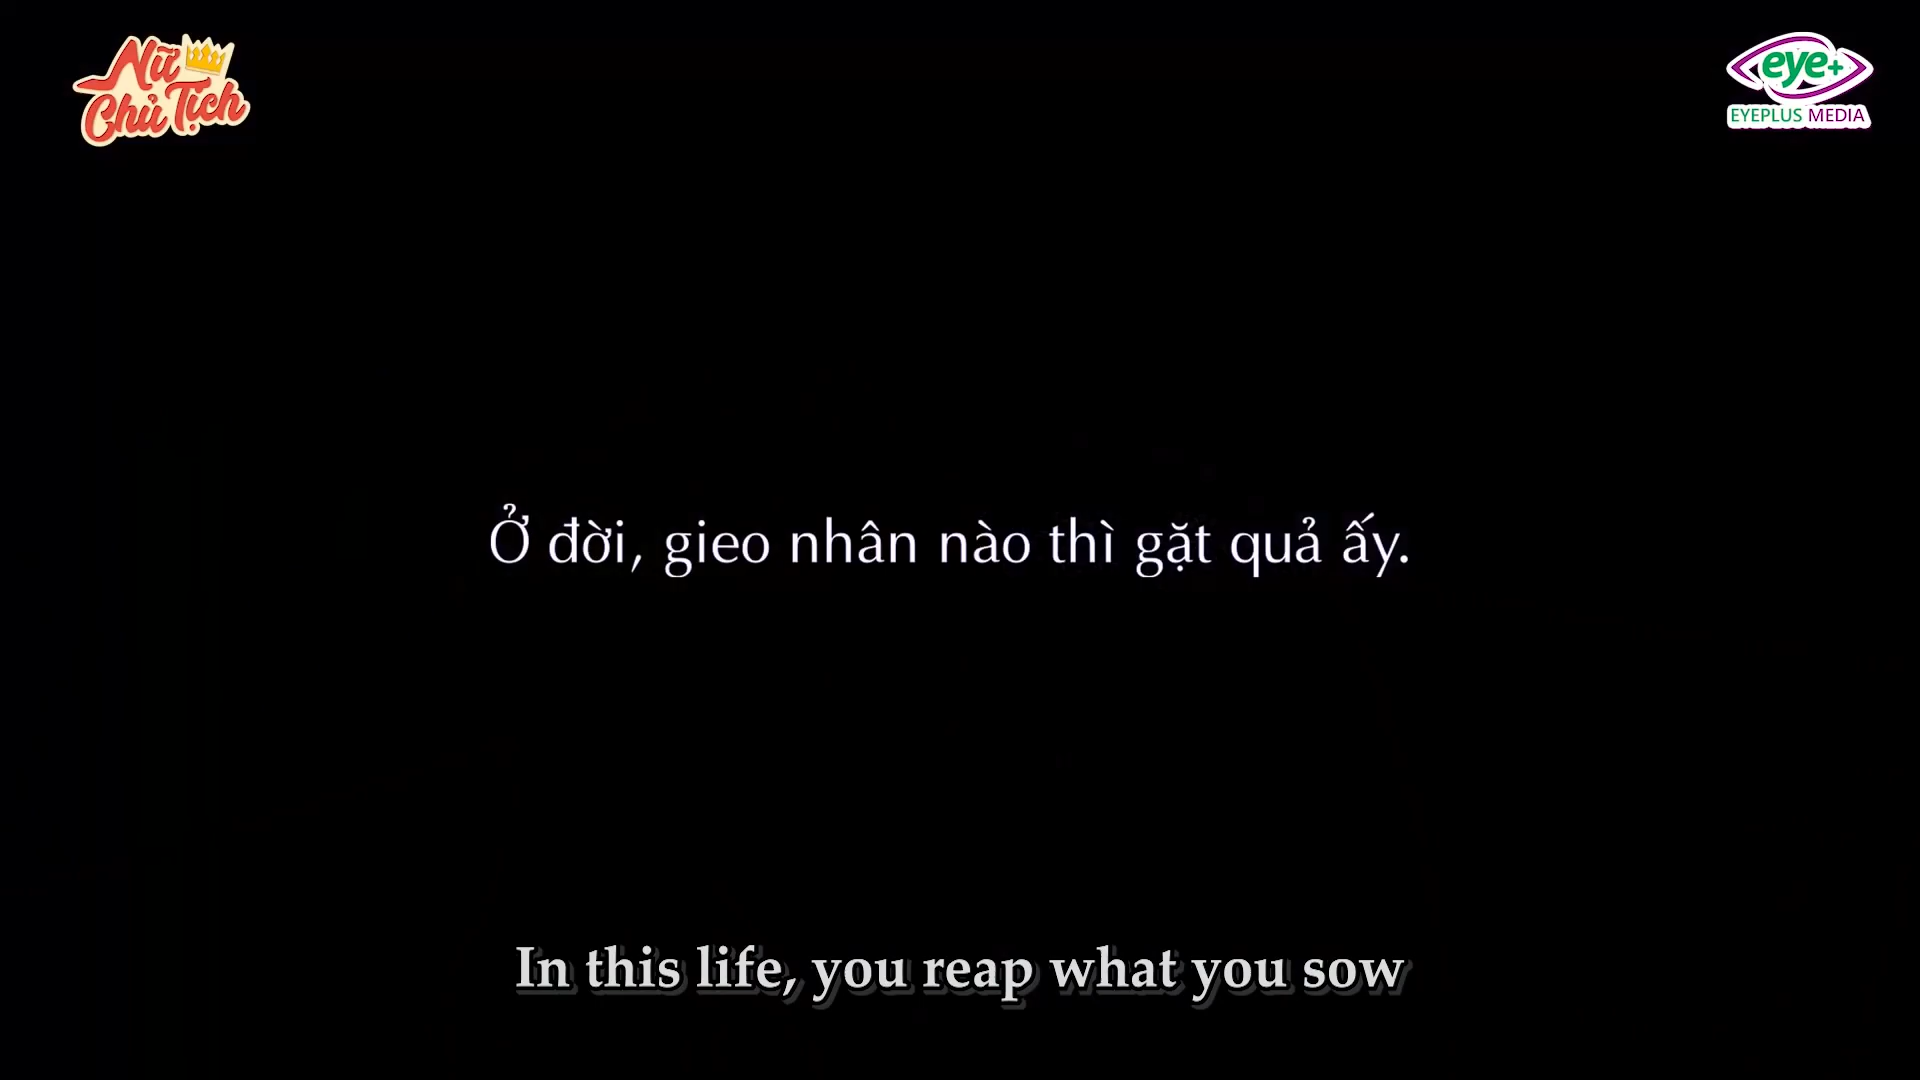 Nữ
Chủ Tịch
eye+
EYEPLUS MEDIA
Ở đời, gieo nhân nào thì gặt quả ấy.
In this life, you reap what you sow